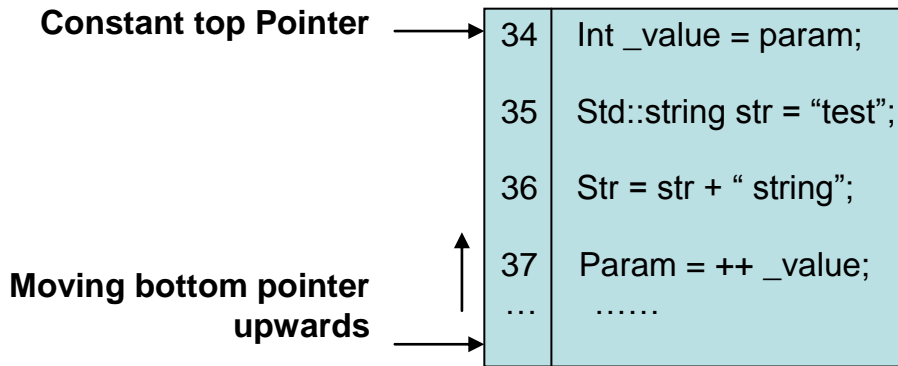 Constant top Pointer
34 Int _value = param;
35 Std::string str = “test”;
36 Str = str + “ string”;
37 Param = ++ _value;
Moving bottom pointer
upwards
... ......